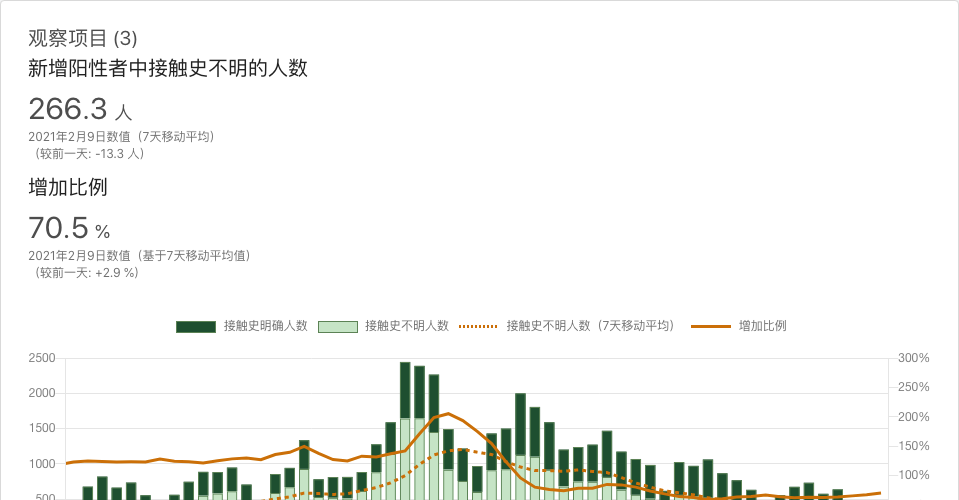 观察项目 (3)
新增阳性者中接触史不明的人数
266.3 人
2021年2月9日数值（7天移动平均）
（较前一天: -13.3 人）
增加比例
70.5 %
2021年2月9日数值（基于7天移动平均值）
（较前一天: +2.9 %）
接触史明确人数 接触史不明人数 接触史不明人数（7天移动平均） 增加比例
2500 300%
250%
2000
200%
1500
150%
1000
100%
500